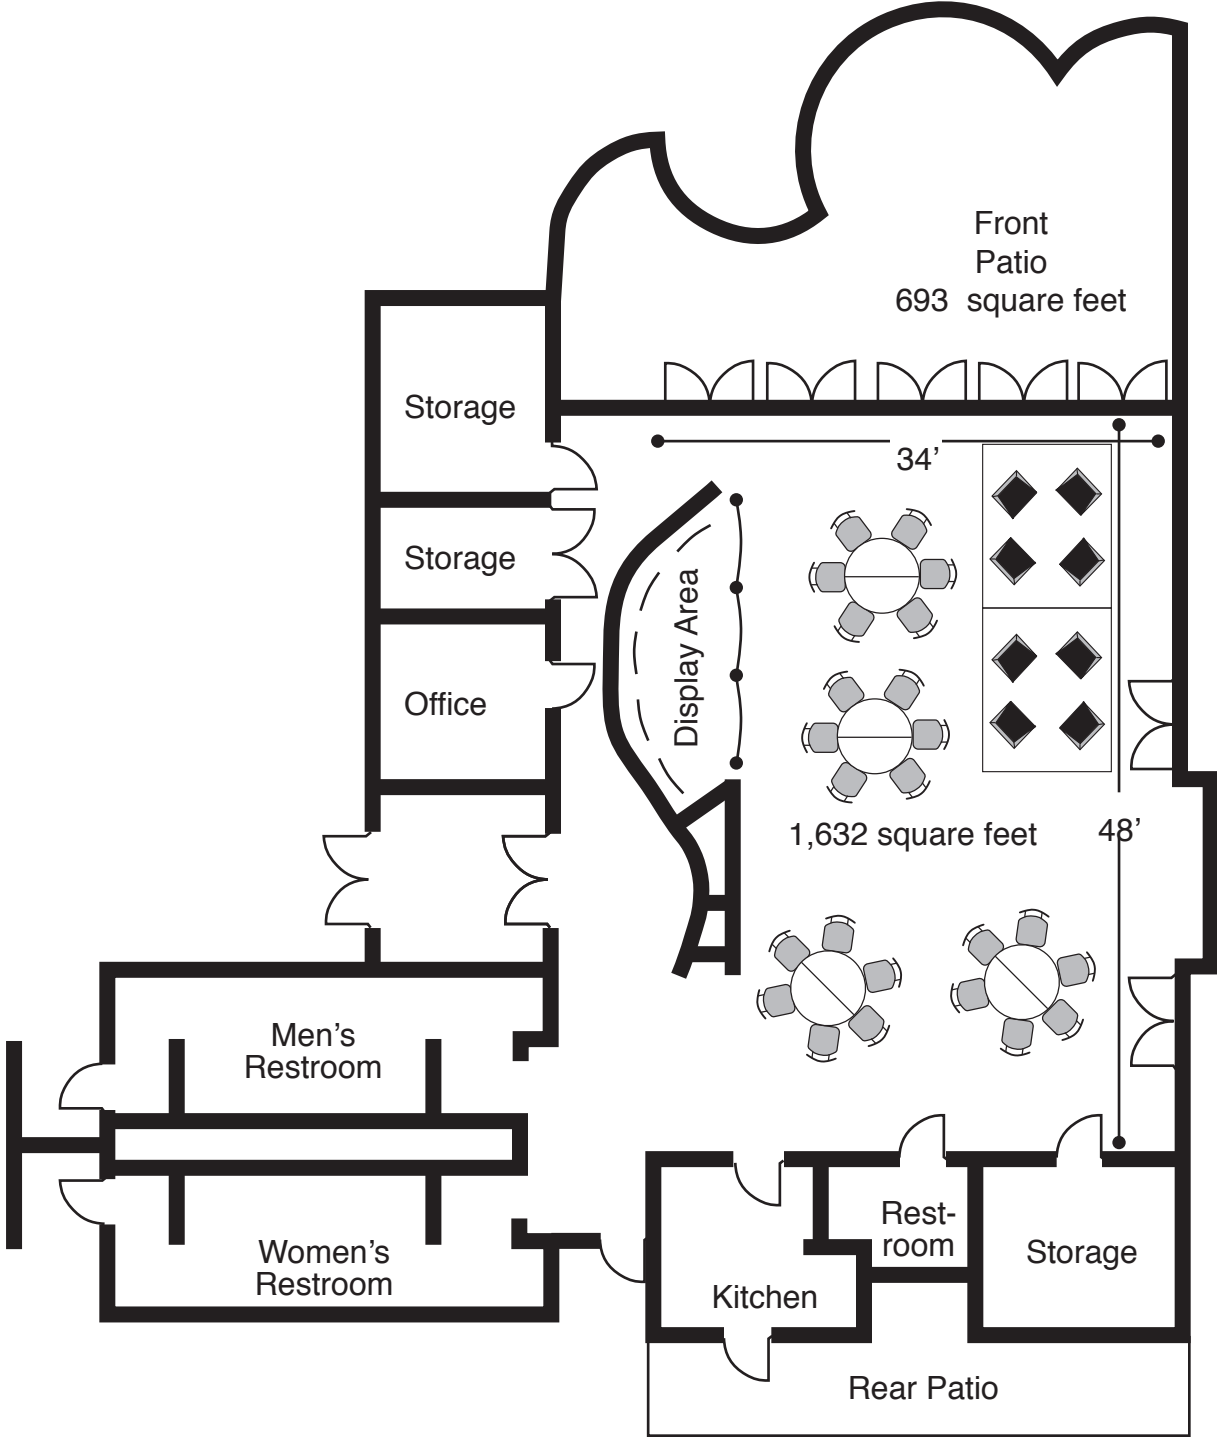 Front
Patio
693 square feet
Storage
34’
Storage
Display Area
Office
1,632 square feet
48’
Men’s
Restroom
Women’s
Restroom
Rest-
room
Storage
Kitchen
Rear Patio